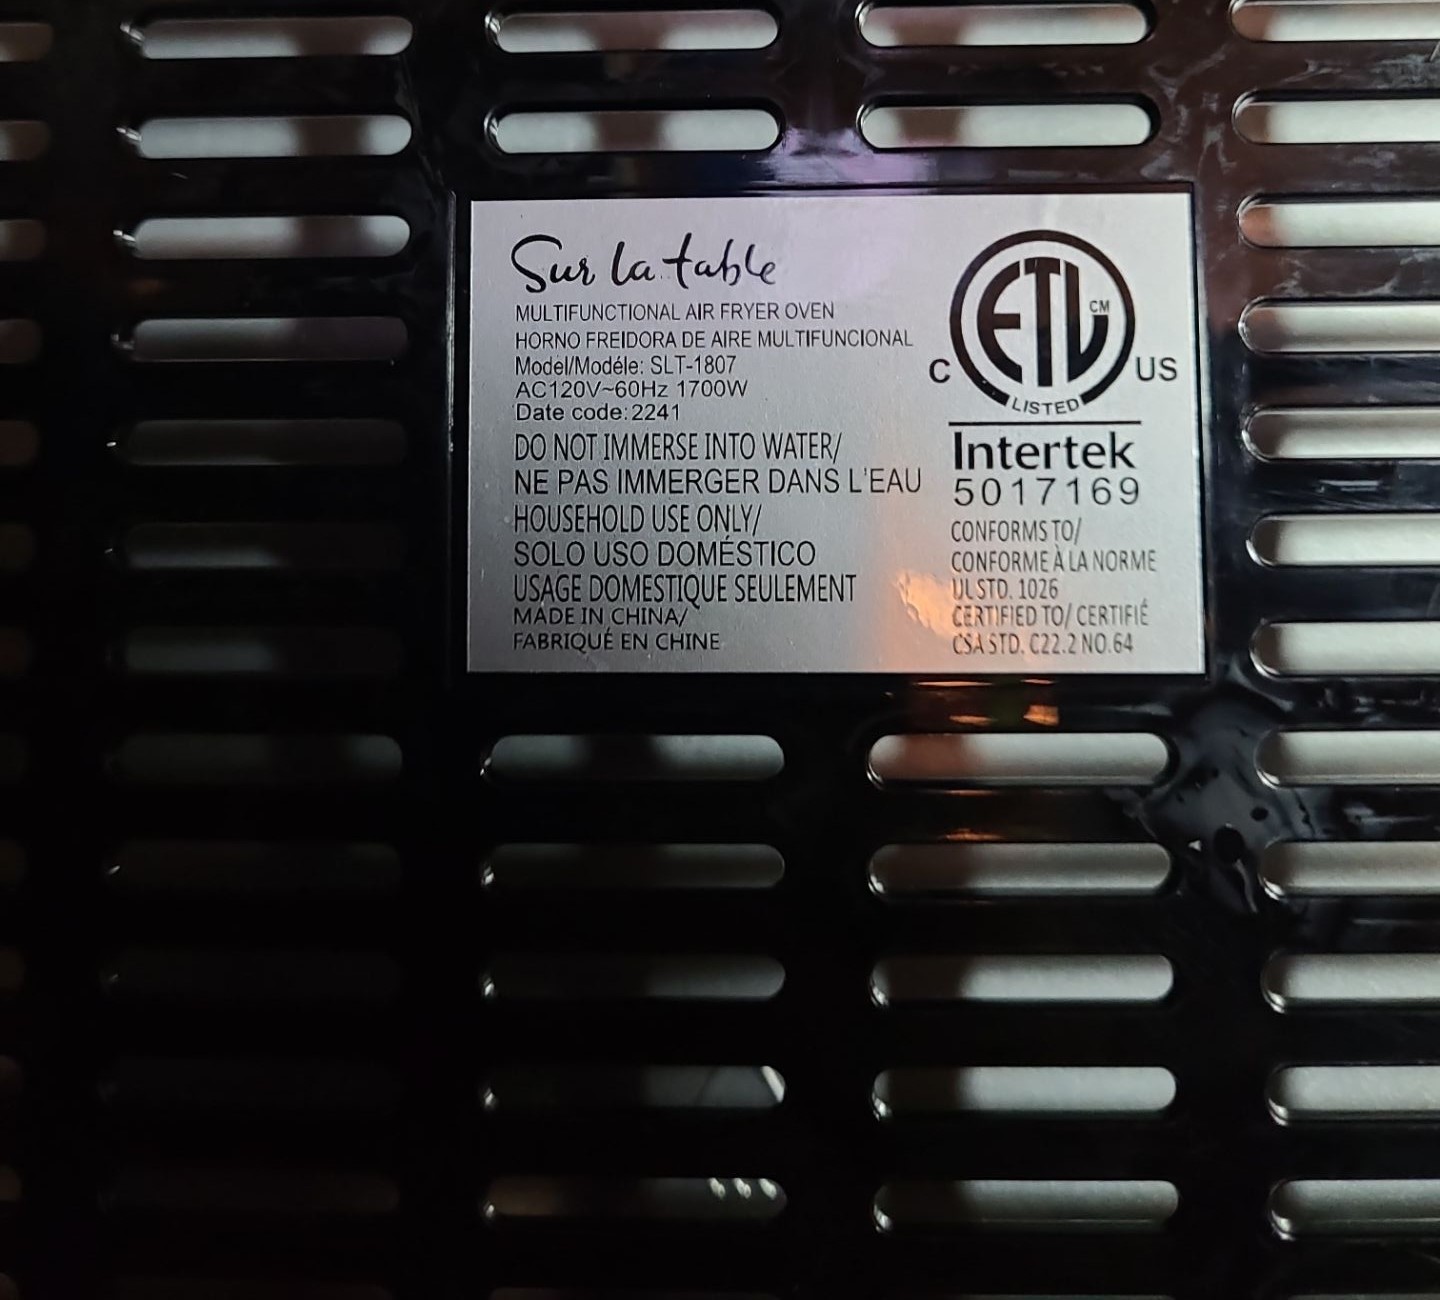 Sur la table
MULTIFUNCTIONAL AIR FRYER OVEN
HORNO FREIDORA DE AIRE MULTIFUNCIONAL
Model/Modéle: SLT-1807
AC120V~60Hz 1700W
Date code:2241
DO NOT IMMERSE INTO WATER/
NE PAS IMMERGER DANS L'EAU
HOUSEHOLD USE ONLY/
SOLO USO DOMÉSTICO
USAGE DOMESTIQUE SEULEMENT
MADE IN CHINA/
FABRIQUÉ EN CHINE
ETL CM
C US
LISTED
Intertek
5017169
CONFORMS TO/
CONFORME À LA NORME
UL STD. 1026
CERTIFIED TO/ CERTIFIÉ
CSA STD. C22.2 NO.64